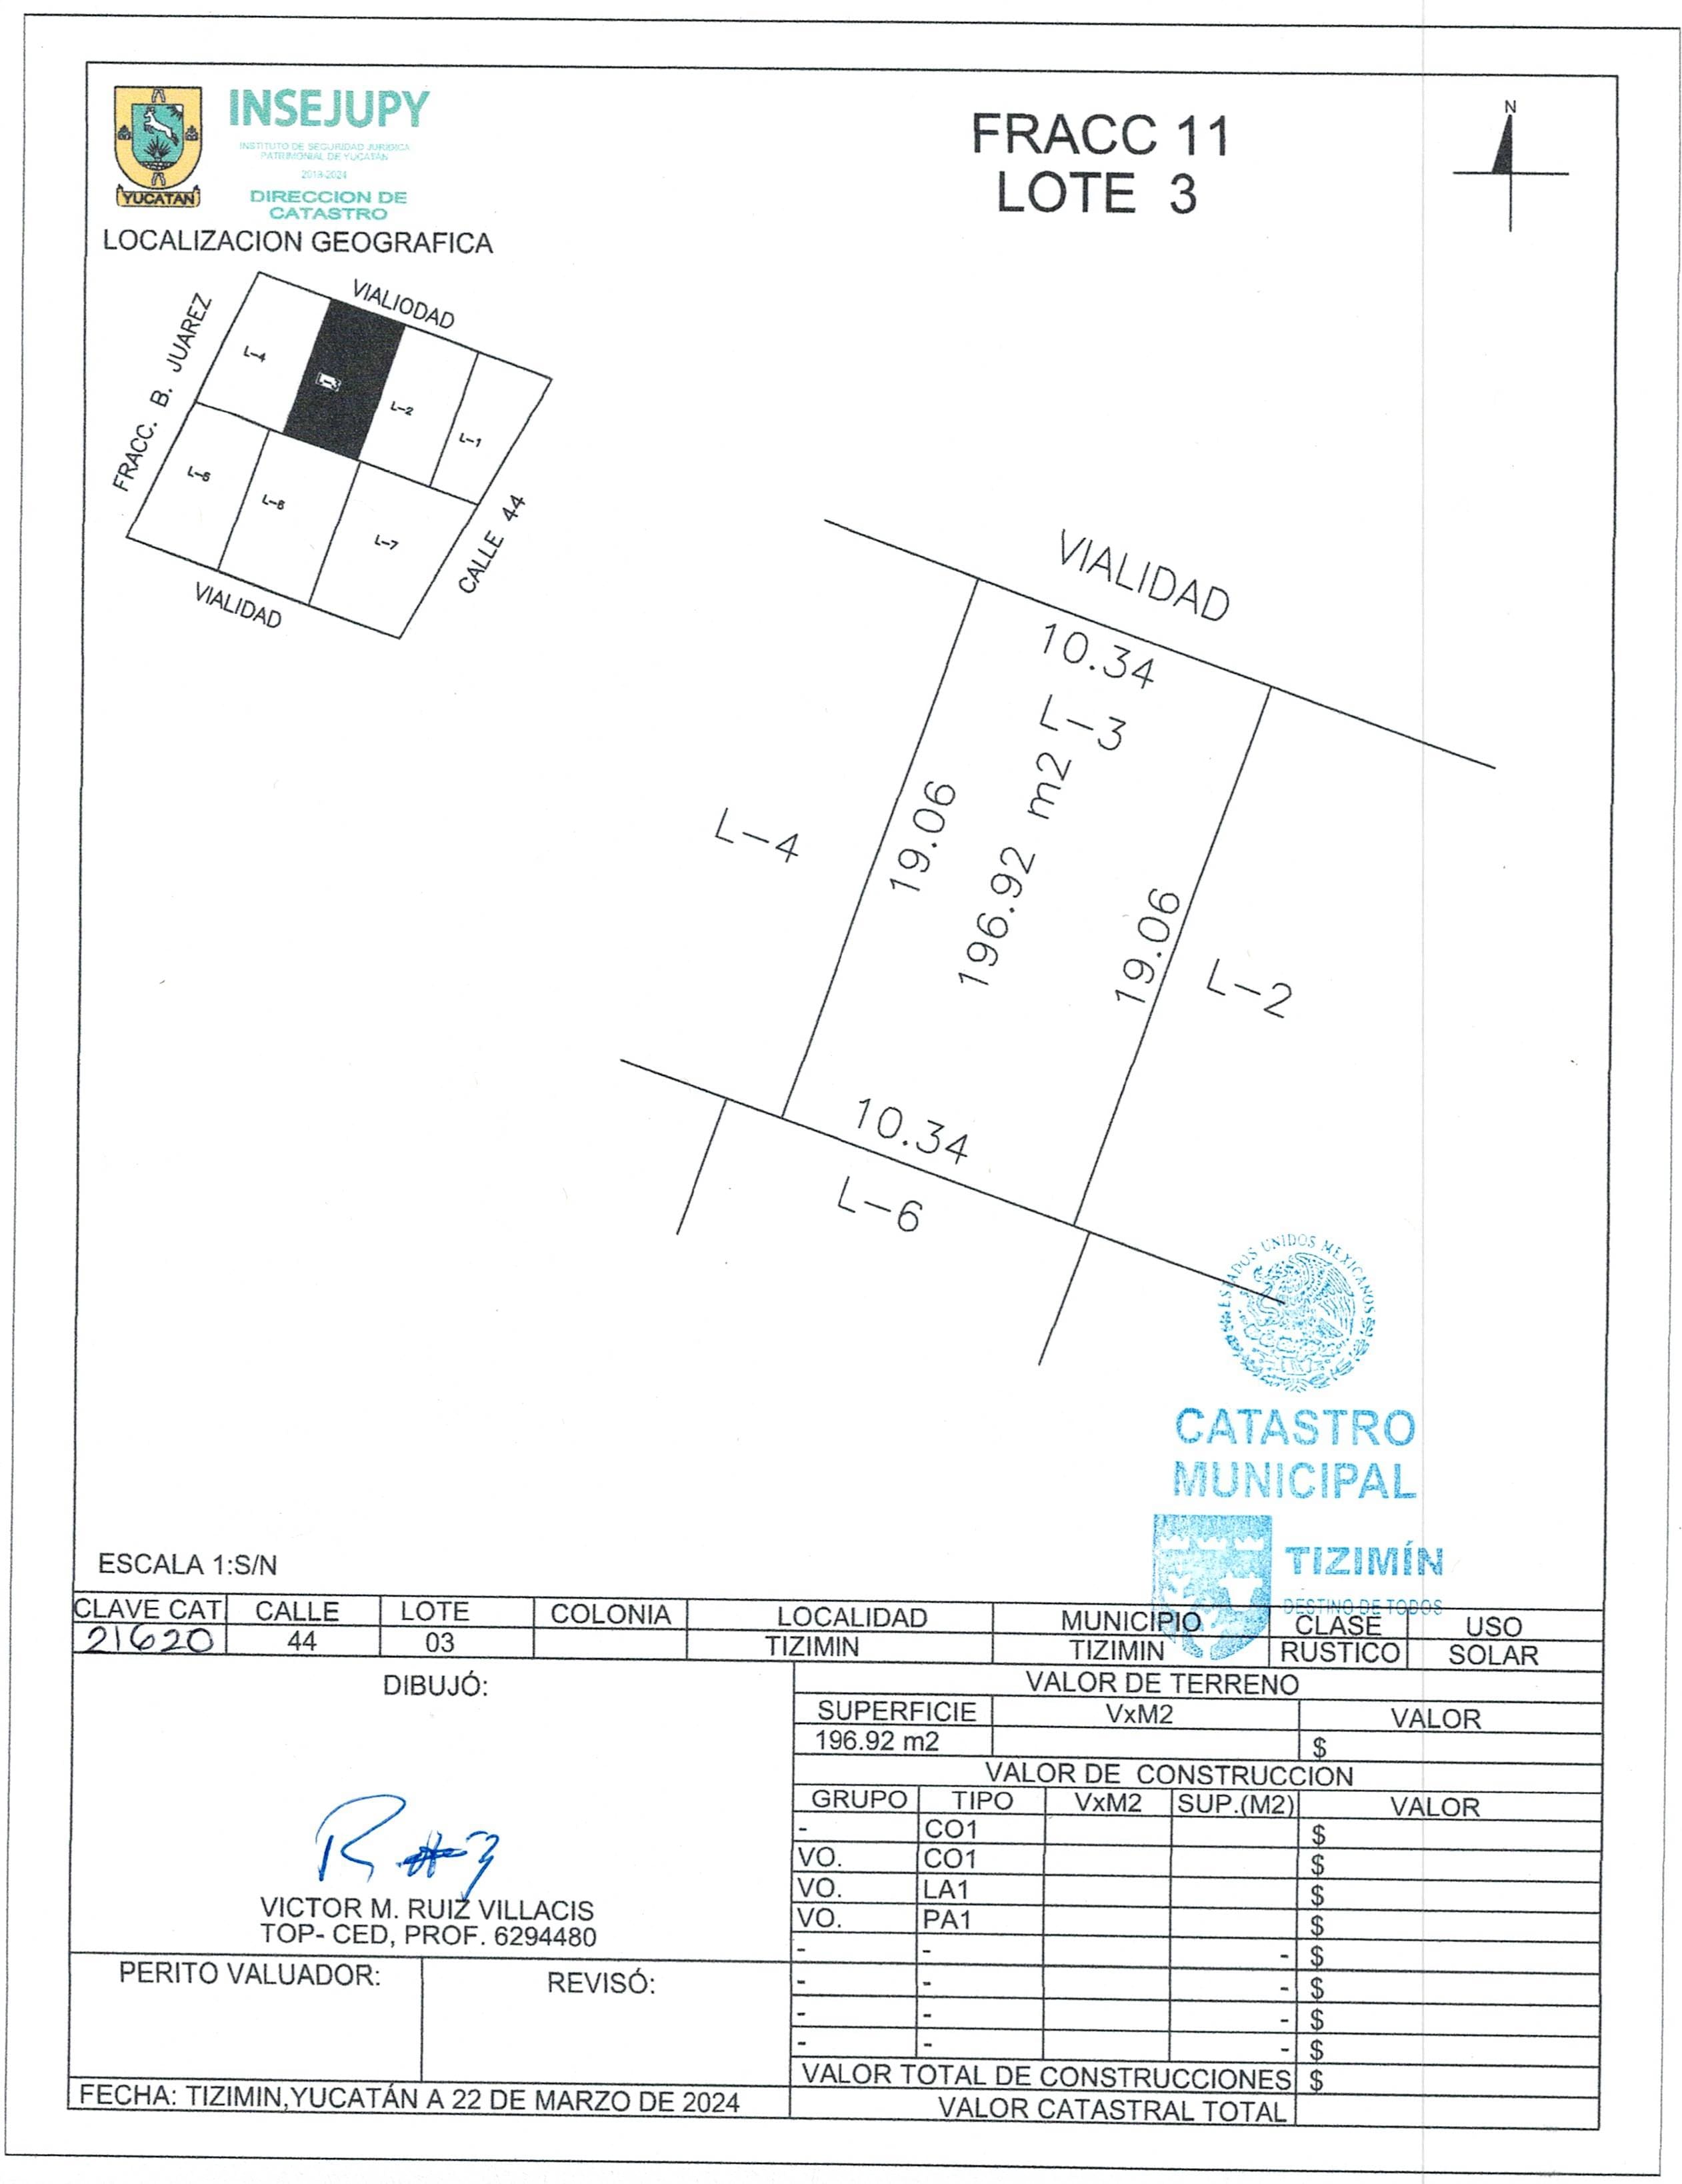 INSEJUPY
INSTITUTO DE SEGURIDAD JURIDICA
PATRIMONIAL DE YUCATAN
2018-2024
DIRECCION DE
CATASTRO
YUCATAN
LOCALIZACION GEOGRAFICA
FRACC 11
LOTE 3
N
VIALIODAD
FRACC. B. JUAREZ
L-4
L-2
L-1
L-5
L-6
L-7
CALLE 44
VIALIDAD
VIALIDAD
10.34
L-3
19.06
196.92 m2
19.06
L-4
L-2
10.34
L-6
ESTADOS UNIDOS MEXICANOS
CATASTRO
MUNICIPAL
TIZIMÍN
DESTINO DE TODOS
ESCALA 1:S/N
CLAVE CAT CALLE LOTE COLONIA LOCALIDAD MUNICIPIO CLASE USO
21620 44 03 TIZIMIN TIZIMIN RUSTICO SOLAR
DIBUJÓ:
VICTOR M. RUIZ VILLACIS
TOP- CED, PROF. 6294480
PERITO VALUADOR: REVISÓ:
FECHA: TIZIMIN,YUCATÁN A 22 DE MARZO DE 2024
VALOR DE TERRENO
SUPERFICIE VxM2 VALOR
196.92 m2 $
VALOR DE CONSTRUCCION
GRUPO TIPO VxM2 SUP.(M2) VALOR
- CO1 $
VO. CO1 $
VO. LA1 $
VO. PA1 $
- - - $
- - - $
- - - $
- - - $
VALOR TOTAL DE CONSTRUCCIONES $
VALOR CATASTRAL TOTAL